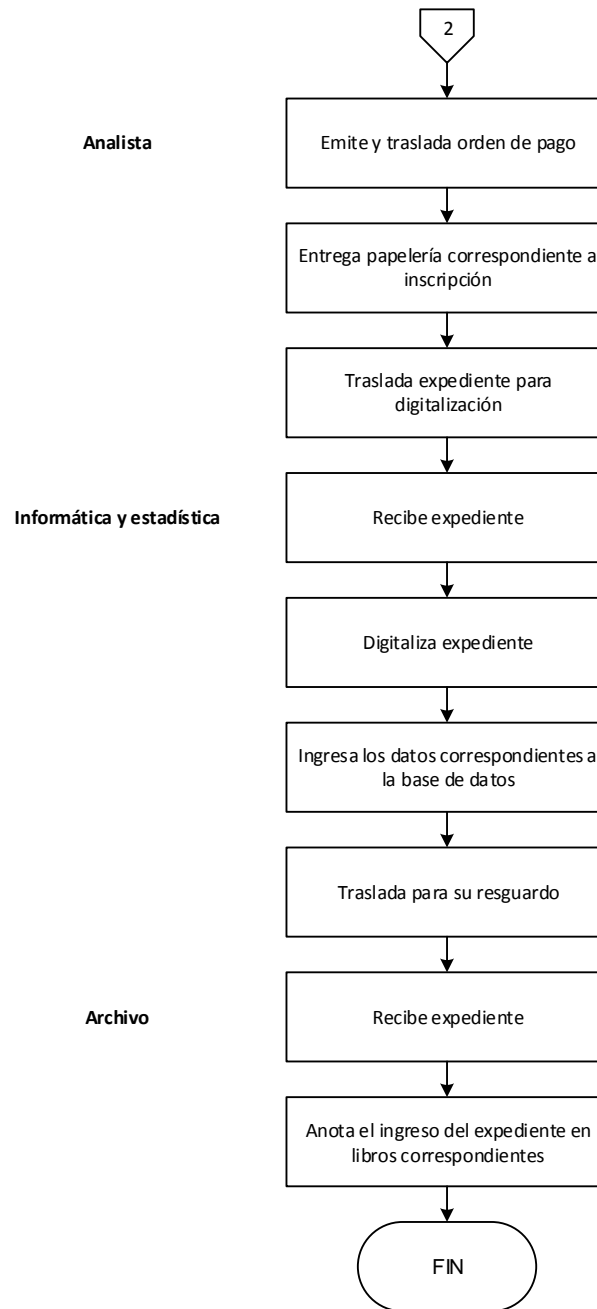 2
Analista
Emite y traslada orden de pago
Entrega papelería correspondiente a
inscripción
Traslada expediente para
digitalización
Informática y estadística
Recibe expediente
Digitaliza expediente
Ingresa los datos correspondientes a
la base de datos
Traslada para su resguardo
Archivo
Recibe expediente
Anota el ingreso del expediente en
libros correspondientes
FIN